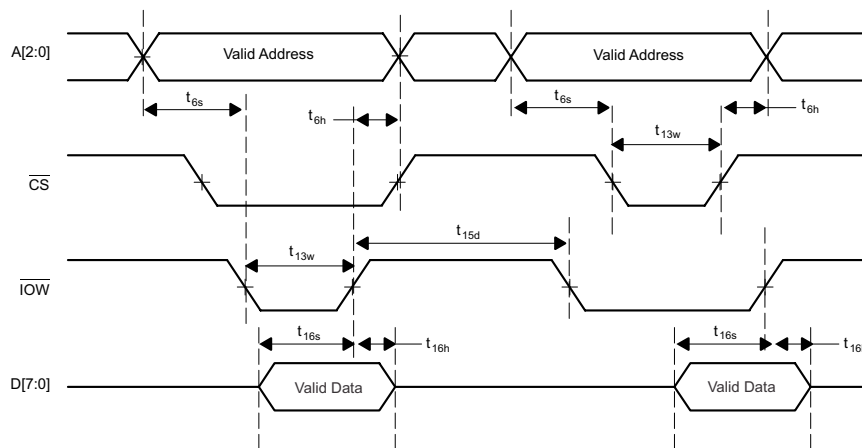 A[2:0]
Valid Address
Valid Address
t6s
t6h
t6s
t6h
t13w
CS
t13w
t15d
IOW
t16s
t16h
t16s
t16h
D[7:0]
Valid Data
Valid Data